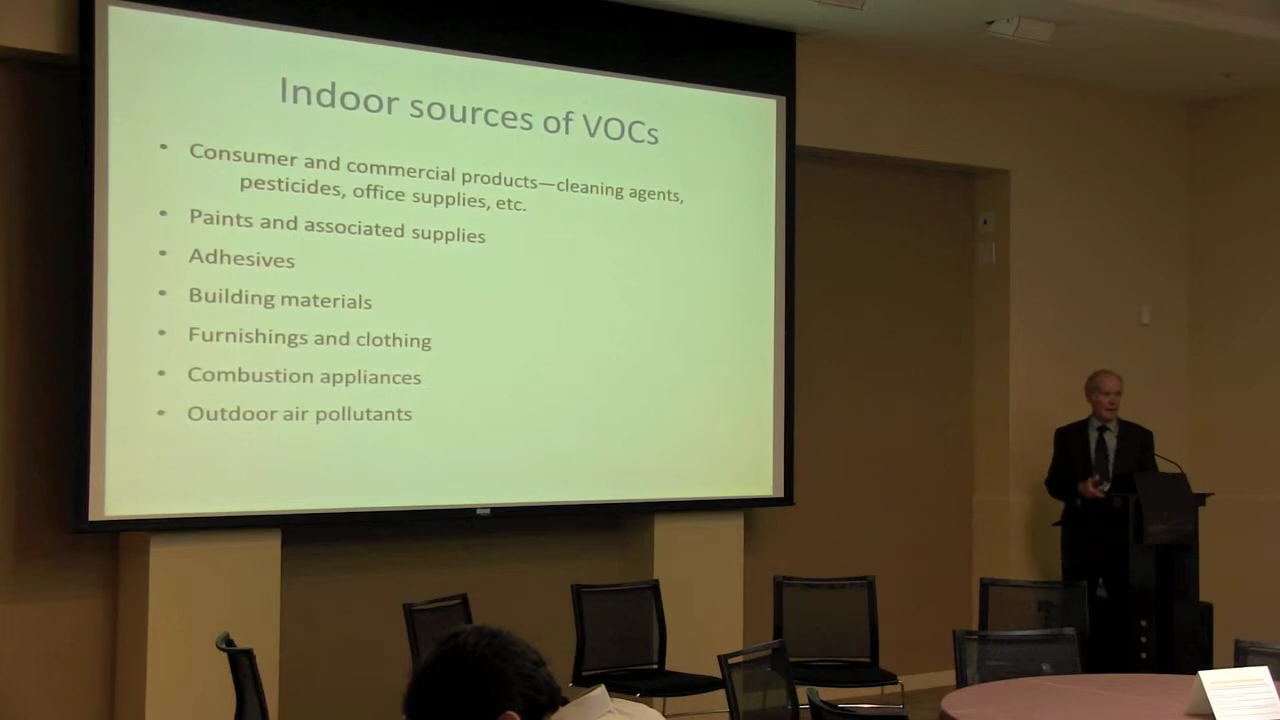 Indoor sources of VOCs
• Consumer and commercial products—cleaning agents,
pesticides, office supplies, etc.
• Paints and associated supplies
• Adhesives
• Building materials
• Furnishings and clothing
• Combustion appliances
• Outdoor air pollutants